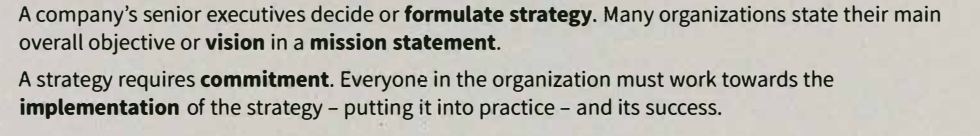 A company's senior executives decide or formulate strategy. Many organizations state their main
overall objective or vision in a mission statement.
A strategy requires commitment. Everyone in the organization must work towards the
implementation of the strategy – putting it into practice – and its success.